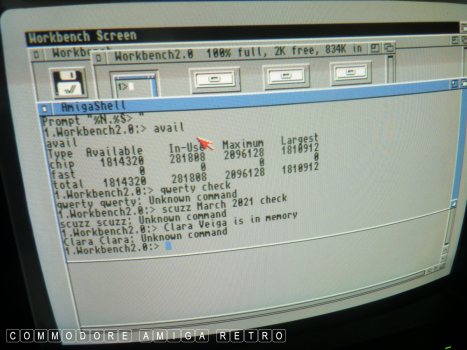 Workbench Screen
Workbench
Workbench2.0 100% full, 2K free, 834K in
1>
AmigaShell
Prompt "%N.%S> "
1.Workbench2.0:> avail
avail
Type Available In-Use Maximum Largest
chip 1814320 281808 2096128 1810912
fast 0 0 0 0
total 1814320 281808 2096128 1810912
1.Workbench2.0:> qwerty check
qwerty qwerty: Unknown command
1.Workbench2.0:> scuzz March 2021 check
scuzz scuzz: Unknown command
1.Workbench2.0:> Clara Veiga is in memory
Clara Clara: Unknown command
1.Workbench2.0:>
COMMODORE AMIGA RETRO